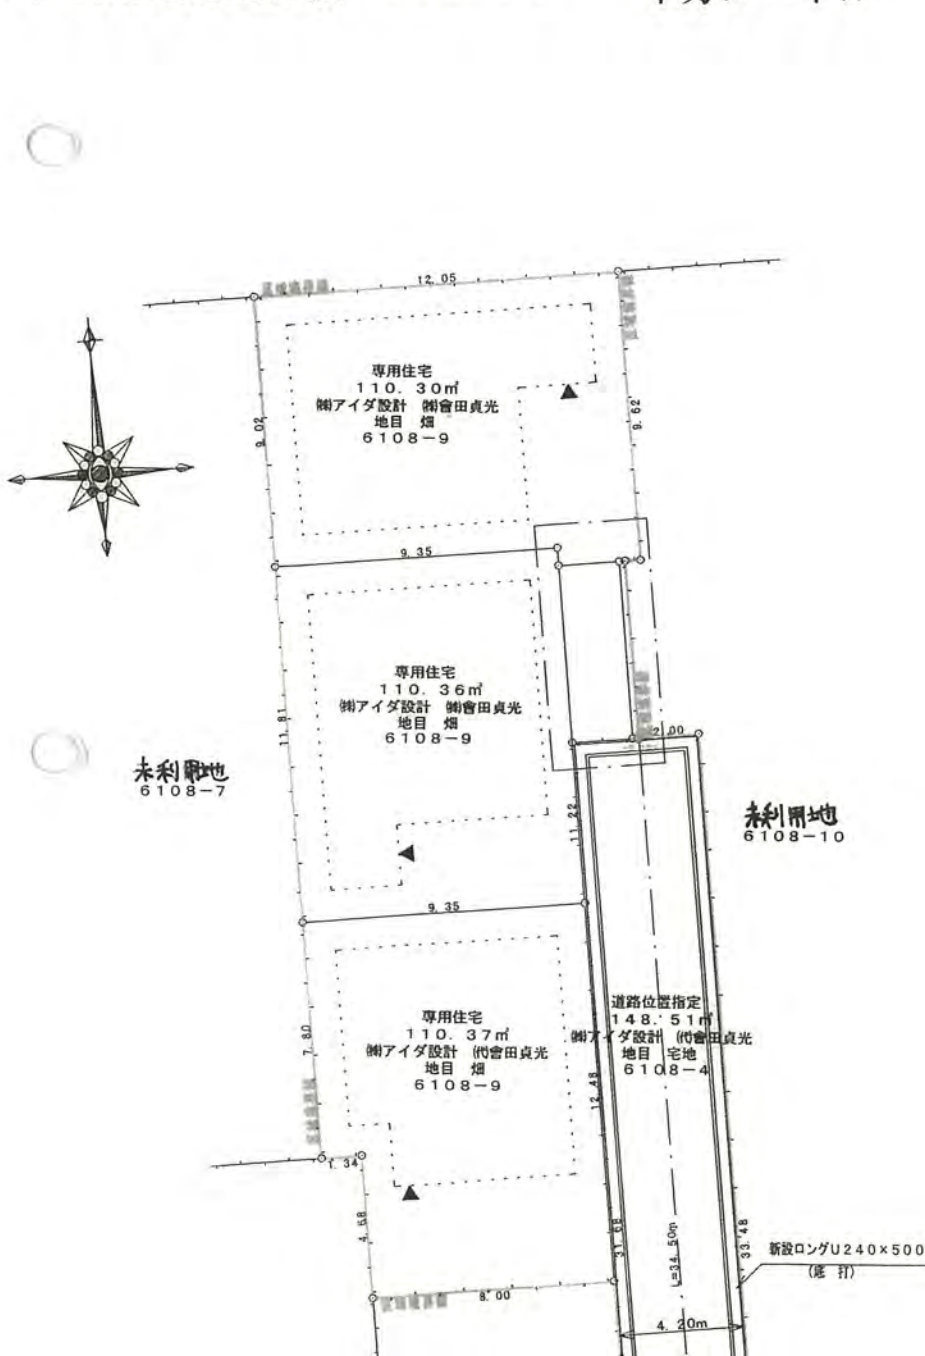 12.05
専用住宅
110.30㎡
㈱アイダ設計 ㈹會田貞光
地目 畑
6108-9
9.02
9.62
9.35
専用住宅
110.36㎡
㈱アイダ設計 ㈹會田貞光
地目 畑
6108-9
11.81
未利用地
6108-7
2.00
11.22
未利用地
6108-10
9.35
専用住宅
110.37㎡
㈱アイダ設計 ㈹會田貞光
地目 畑
6108-9
7.80
道路位置指定
148.51㎡
㈱アイダ設計 ㈹會田貞光
地目 宅地
6108-4
12.48
1.34
4.68
31.68
L=34.50m
33.48
新設ロングU240×500
(底 打)
8.00
4.20m